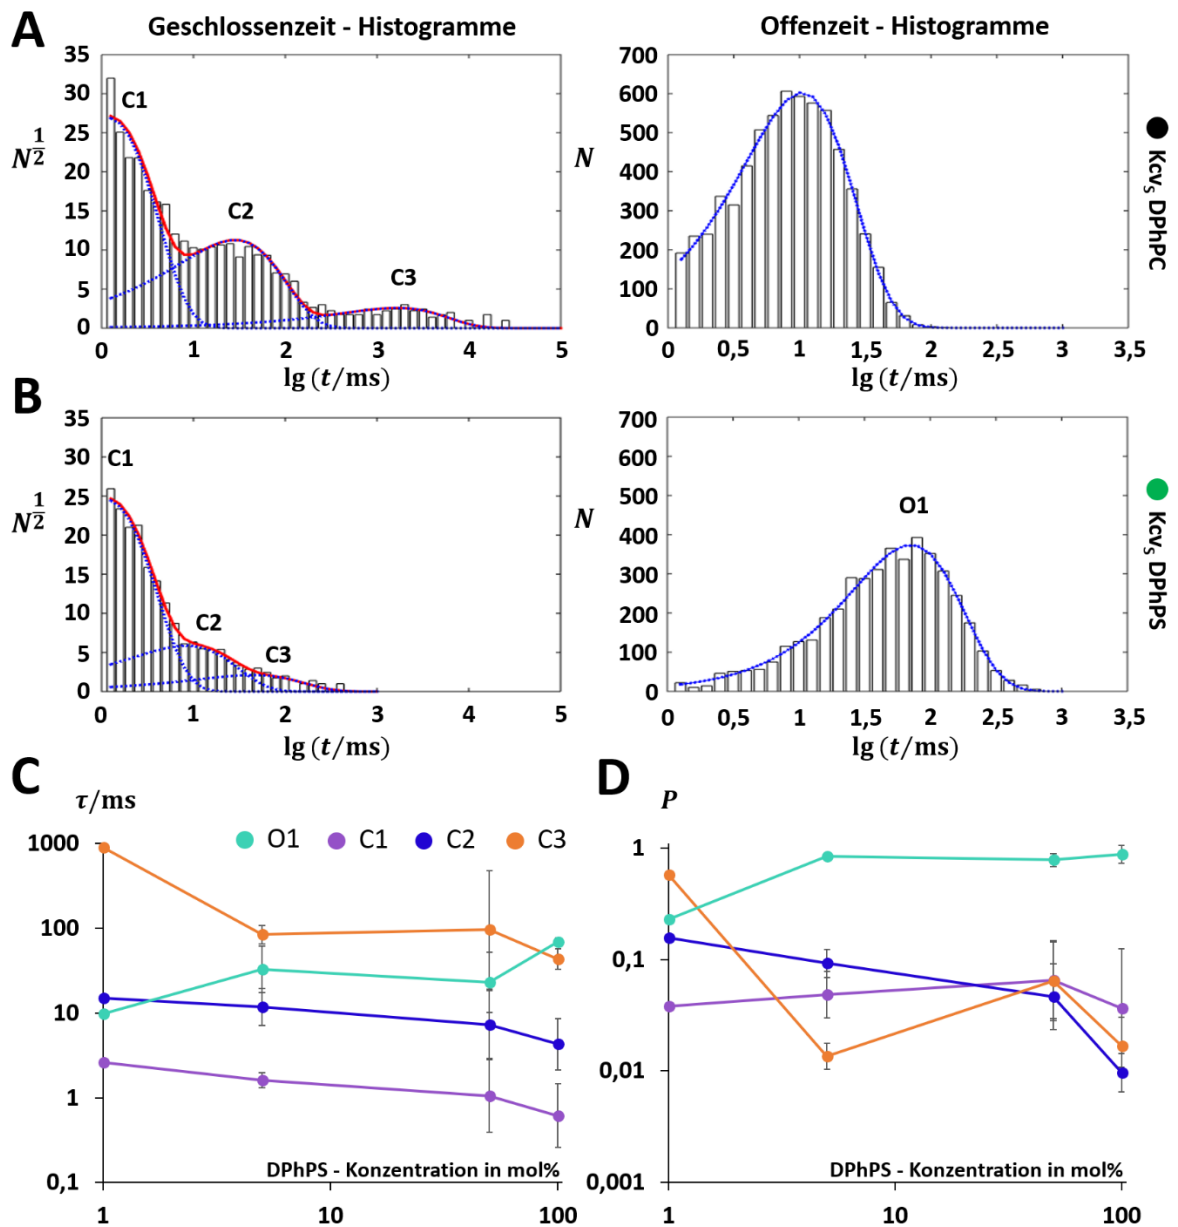 A
Geschlossenzeit - Histogramme
Offenzeit - Histogramme
35
30
25
20
15
10
5
0
N^{1/2}
C1
C2
C3
0 1 2 3 4 5
lg (t/ms)
700
600
500
400
300
200
100
0
N
0 0,5 1 1,5 2 2,5 3 3,5
lg (t/ms)
Kcv_S DPhPC
B
35
30
25
20
15
10
5
0
N^{1/2}
C1
C2
C3
0 1 2 3 4 5
lg (t/ms)
700
600
500
400
300
200
100
0
N
O1
0 0,5 1 1,5 2 2,5 3 3,5
lg (t/ms)
Kcv_S DPhPS
C
τ/ms
1000
100
10
1
0,1
O1 C1 C2 C3
DPhPS - Konzentration in mol%
1 10 100
D
P
1
0,1
0,01
0,001
DPhPS - Konzentration in mol%
1 10 100